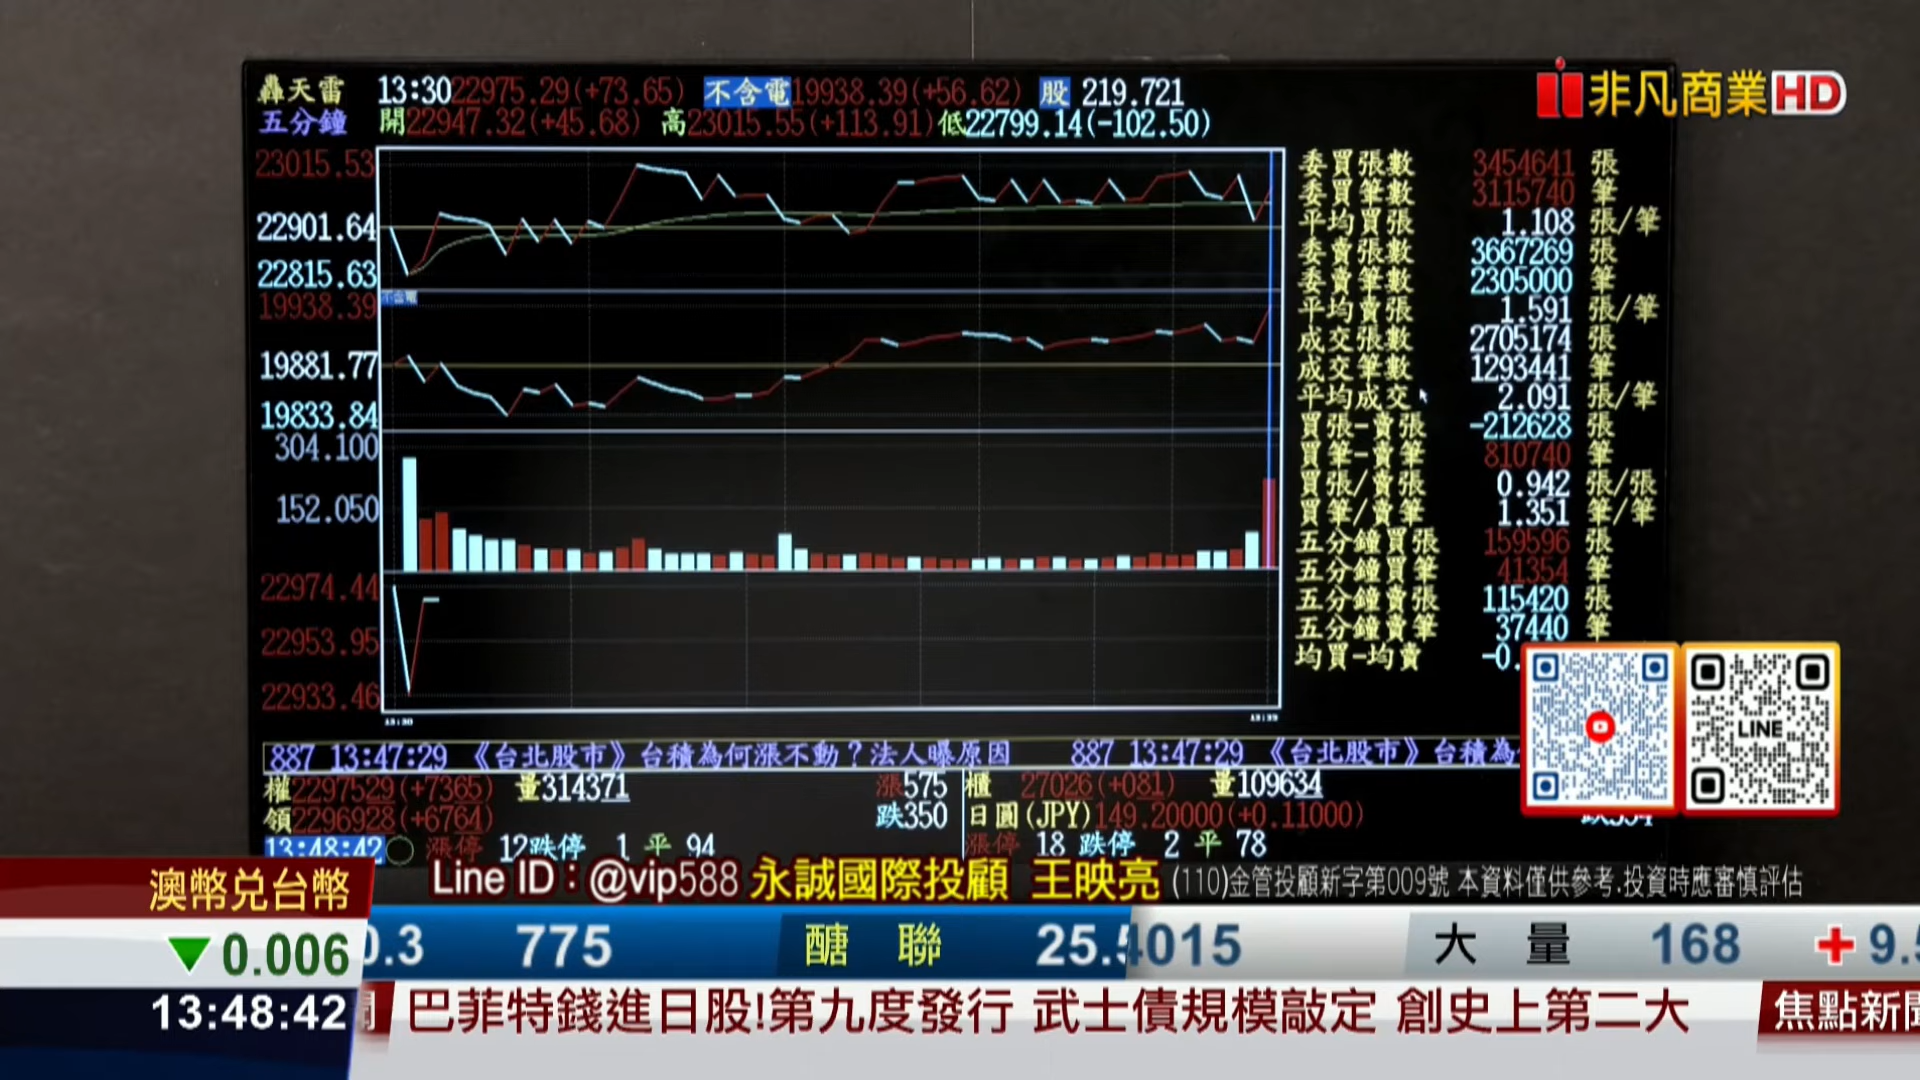 非凡商業HD
轟天雷 13:30 22975.29(+73.65) 不含電 19938.39(+56.62) 股 219.721
五分鐘 開22947.32(+45.68) 高23015.55(+113.91) 低22799.14(-102.50)
23015.53
22901.64
22815.63
不含電
19938.39
19881.77
19833.84
304.100
152.050
22974.44
22953.95
22933.46
委買張數 3454641 張
委買筆數 3115740 筆
平均買張 1.108 張/筆
委賣張數 3667269 張
委賣筆數 2305000 筆
平均賣張 1.591 張/筆
成交張數 2705174 張
成交筆數 1293441 筆
平均成交 2.091 張/筆
買張-賣張 -212628 張
買筆-賣筆 810740 筆
買張/賣張 0.942 張/張
買筆/賣筆 1.351 筆/筆
五分鐘買張 159596 張
五分鐘買筆 41354 筆
五分鐘賣張 115420 張
五分鐘賣筆 37440 筆
均買-均賣 -0.
LINE
887 13:47:29 《台北股市》台積為何漲不動？法人曝原因 887 13:47:29 《台北股市》台積為
權2297529(+7365) 量314371 漲575 櫃 27026(+081) 量109634
領2296928(+6764) 跌350 日圓(JPY)149.20000(+0.11000)
13:48:42 漲停 12跌停 1 平 94 漲停 18 跌停 2 平 78
Line ID：@vip588 永誠國際投顧 王映亮 (110)金管投顧新字第009號 本資料僅供參考.投資時應審慎評估
澳幣兌台幣
▼0.006
0.3 775 醣聯 25.5 4015 大量 168 +9.5
13:48:42
巴菲特錢進日股!第九度發行 武士債規模敲定 創史上第二大 焦點新聞